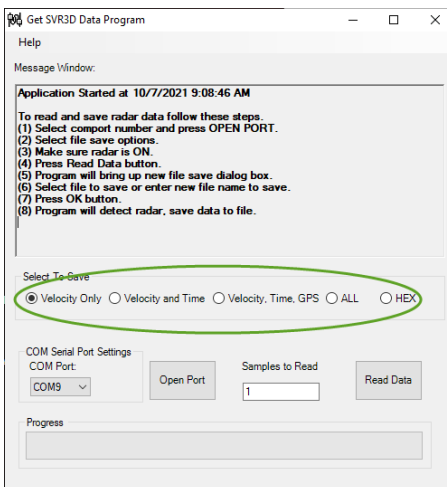 Get SVR3D Data Program
Help
Message Window:
Application Started at 10/7/2021 9:08:46 AM
To read and save radar data follow these steps.
(1) Select comport number and press OPEN PORT.
(2) Select file save options.
(3) Make sure radar is ON.
(4) Press Read Data button.
(5) Program will bring up new file save dialog box.
(6) Select file to save or enter new file name to save.
(7) Press OK button.
(8) Program will detect radar, save data to file.
Select To Save
Velocity Only Velocity and Time Velocity, Time, GPS ALL HEX
COM Serial Port Settings
COM Port:
COM9
Open Port
Samples to Read
1
Read Data
Progress